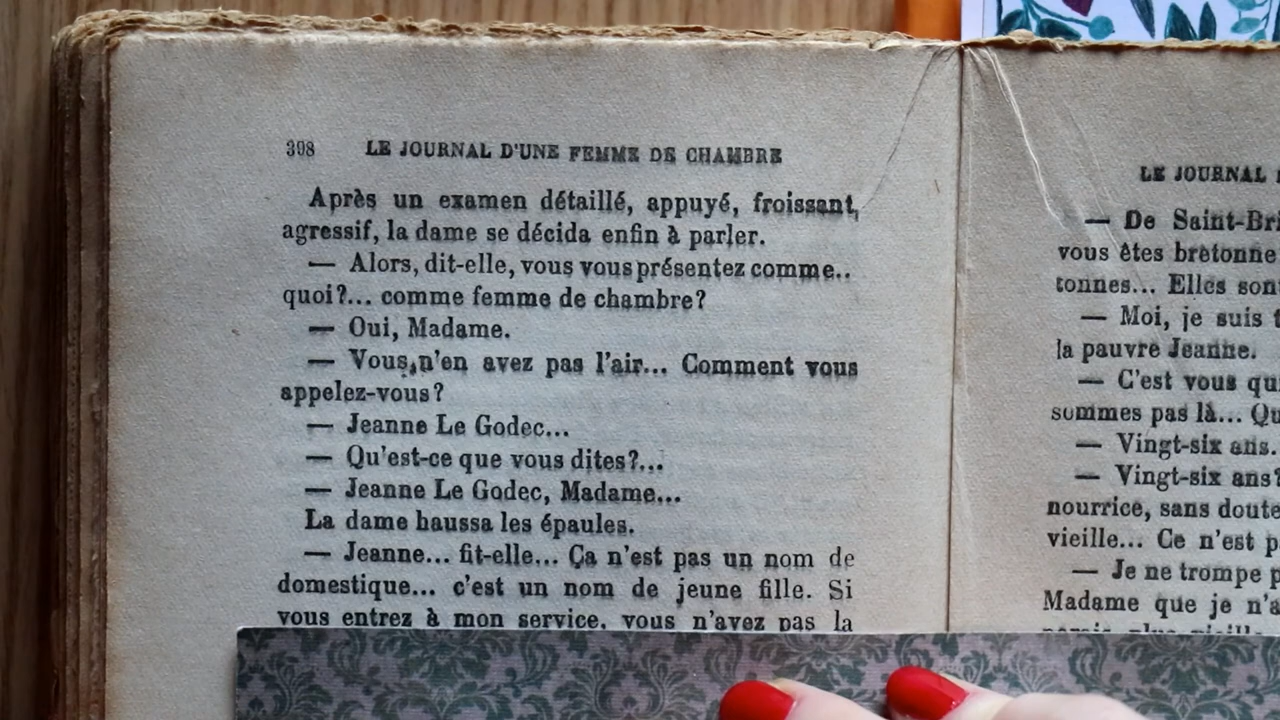 398 LE JOURNAL D'UNE FEMME DE CHAMBRE
Après un examen détaillé, appuyé, froissant,
agressif, la dame se décida enfin à parler.
— Alors, dit-elle, vous vous présentez comme..
quoi?... comme femme de chambre?
— Oui, Madame.
— Vous n'en avez pas l'air... Comment vous
appelez-vous?
— Jeanne Le Godec...
— Qu'est-ce que vous dites?...
— Jeanne Le Godec, Madame...
La dame haussa les épaules.
— Jeanne... fit-elle... Ça n'est pas un nom de
domestique... c'est un nom de jeune fille. Si
vous entrez à mon service, vous n'avez pas la
LE JOURNAL
— De Saint-Bri
vous êtes bretonne
tonnes... Elles sont
— Moi, je suis
la pauvre Jeanne.
— C'est vous qu
sommes pas là... Qu
— Vingt-six ans.
— Vingt-six ans?
nourrice, sans doute
vieille... Ce n'est
— Je ne trompe
Madame que je n'a